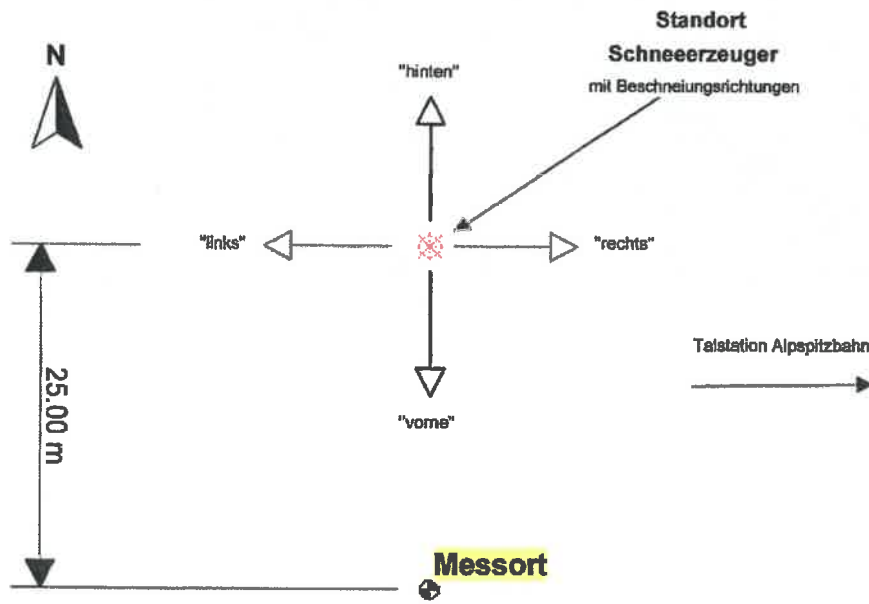 Standort
Schneeerzeuger
mit Beschneiungsrichtungen
N
"hinten"
"links"
"rechts"
Talstation Alpspitzbahn
25.00 m
"vorne"
Messort